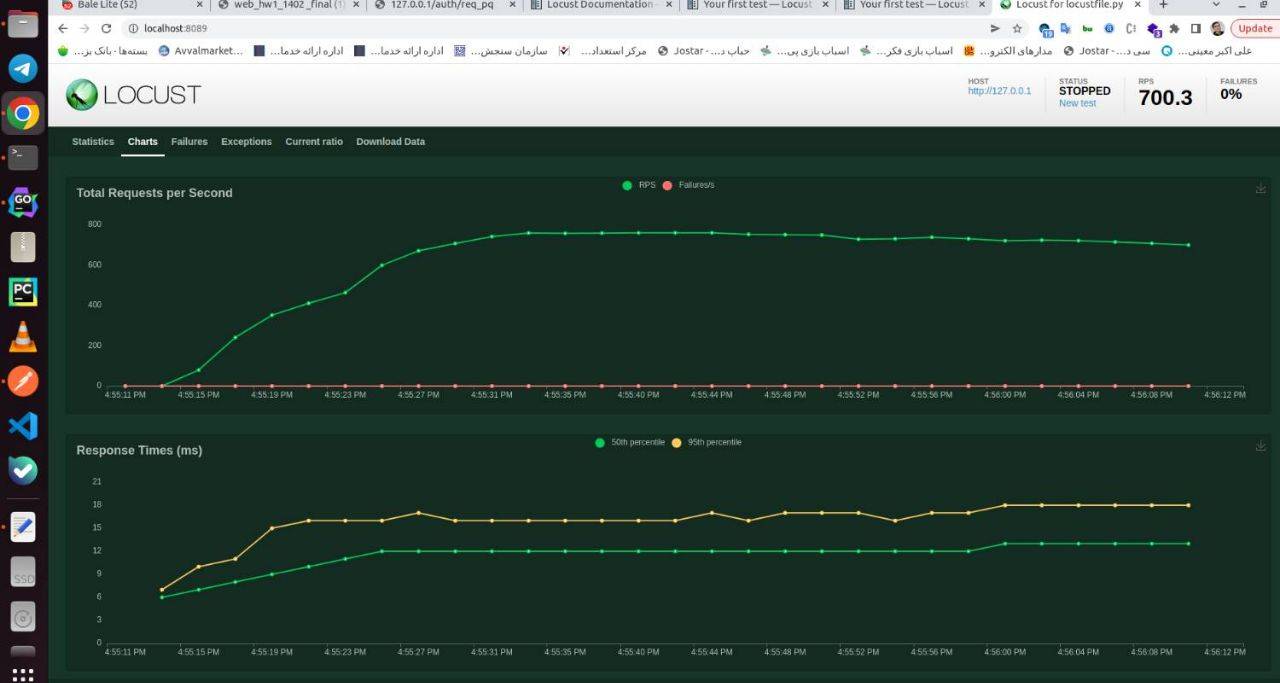 Bale Lite (52) × web_hw1_1402 _final (1) × 127.0.0.1/auth/req_pq × Locust Documentation × Your first test — Locust × Your first test — Locust × Locust for locustfile.py × +
localhost:8089 Update
بسته‌ها - بانک بز... Avvalmarket... اداره ارائه خدما... اداره ارائه خدما... سازمان سنجش... مرکز استعداد... Jostar - حباب د... اسباب بازی پی... اسباب بازی فکر... مدارهای الکترو... Jostar - سی د... علی اکبر معینی...
LOCUST
HOST
http://127.0.0.1
STATUS
STOPPED
New test
RPS
700.3
FAILURES
0%
Statistics Charts Failures Exceptions Current ratio Download Data
Total Requests per Second
RPS Failures/s
800
600
400
200
0
4:55:11 PM 4:55:15 PM 4:55:19 PM 4:55:23 PM 4:55:27 PM 4:55:31 PM 4:55:35 PM 4:55:40 PM 4:55:44 PM 4:55:48 PM 4:55:52 PM 4:55:56 PM 4:56:00 PM 4:56:04 PM 4:56:08 PM 4:56:12 PM
Response Times (ms)
50th percentile 95th percentile
21
18
15
12
9
6
3
0
4:55:11 PM 4:55:15 PM 4:55:19 PM 4:55:23 PM 4:55:27 PM 4:55:31 PM 4:55:35 PM 4:55:40 PM 4:55:44 PM 4:55:48 PM 4:55:52 PM 4:55:56 PM 4:56:00 PM 4:56:04 PM 4:56:08 PM 4:56:12 PM
GO
PC
SSD